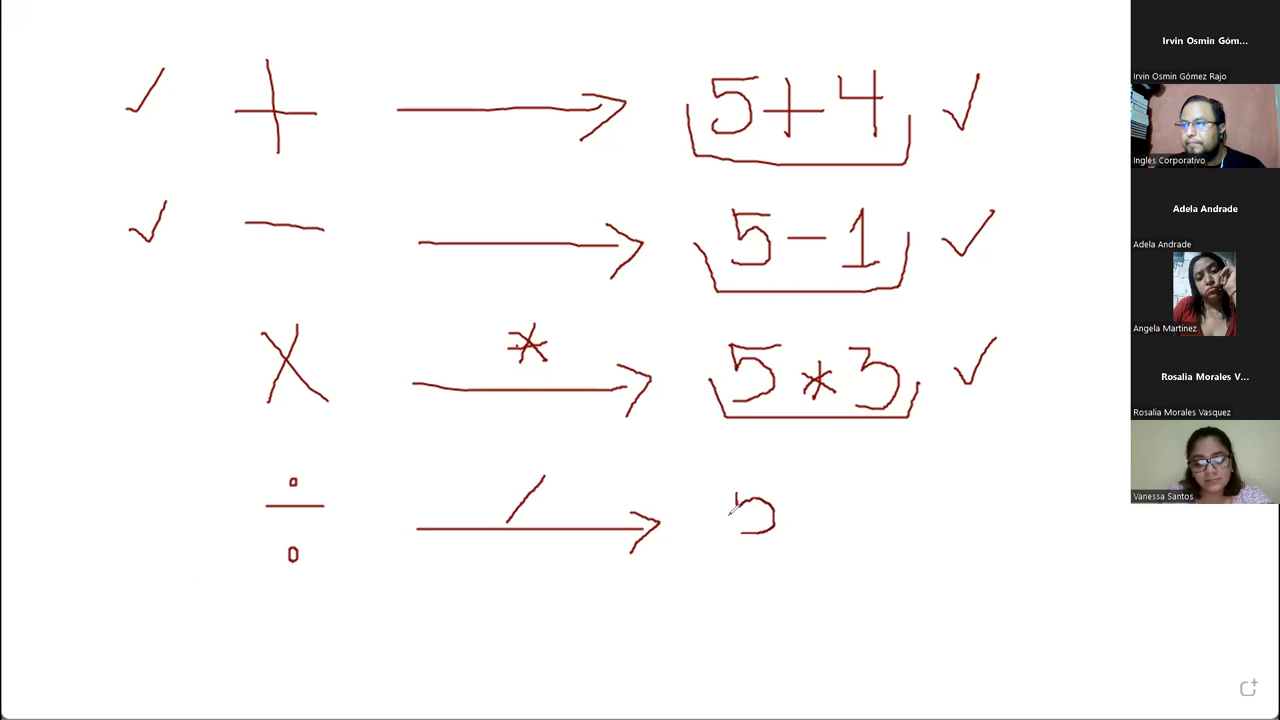 ✓ + → 5+4 ✓
✓ − → 5−1 ✓
X * → 5*3 ✓
÷ / → 5
Irvin Osmin Góm...
Irvin Osmin Gómez Rajo
Ingles Corporativo
Adela Andrade
Adela Andrade
Angela Martinez
Rosalia Morales V...
Rosalia Morales Vasquez
Vanessa Santos